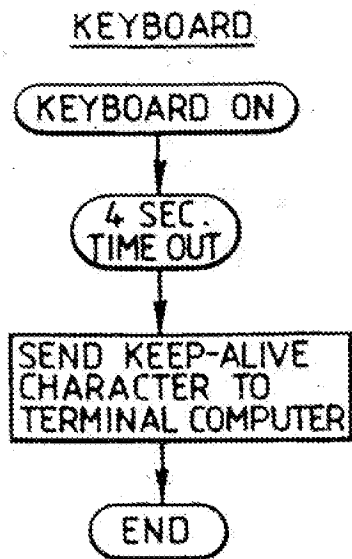 KEYBOARD
KEYBOARD ON
4 SEC.
TIME OUT
SEND KEEP-ALIVE
CHARACTER TO
TERMINAL COMPUTER
END